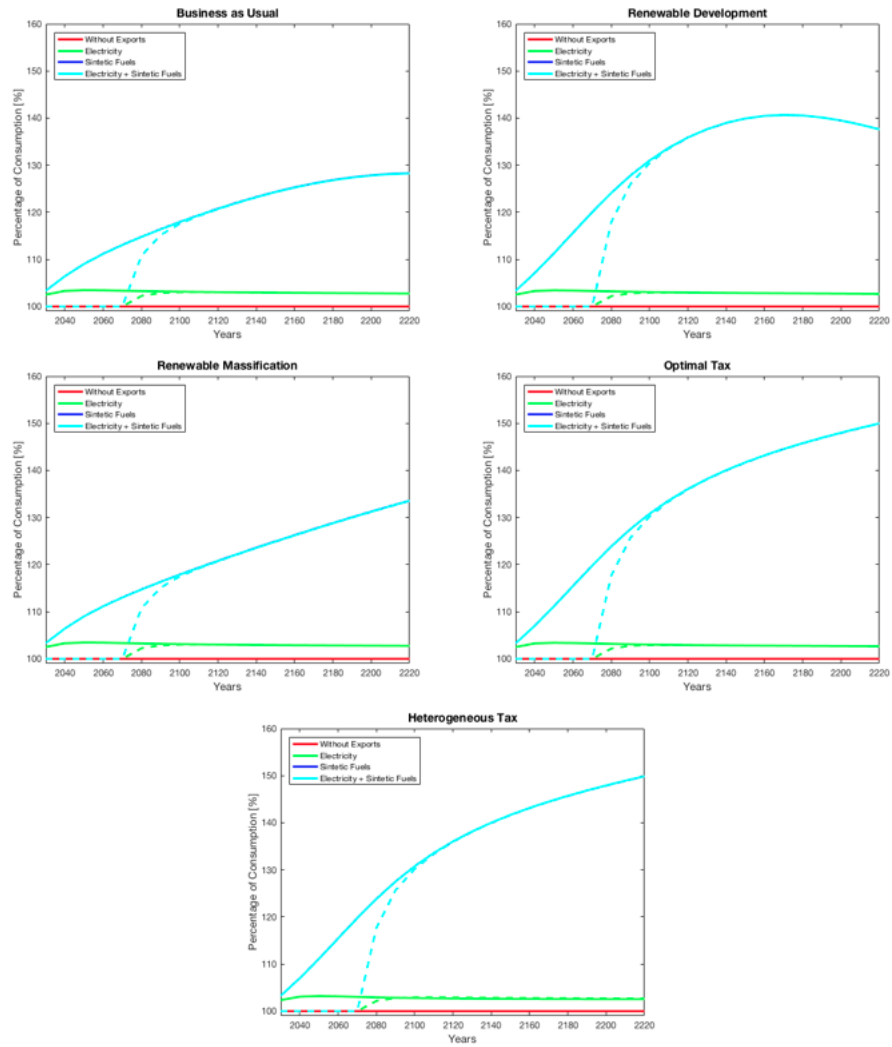 Business as Usual
Percentage of Consumption [%]
160
150
140
130
120
110
100
Without Exports
Electricity
Sintetic Fuels
Electricity + Sintetic Fuels
2040 2060 2080 2100 2120 2140 2160 2180 2200 2220
Years
Renewable Development
Percentage of Consumption [%]
160
150
140
130
120
110
100
Without Exports
Electricity
Sintetic Fuels
Electricity + Sintetic Fuels
2040 2060 2080 2100 2120 2140 2160 2180 2200 2220
Years
Renewable Massification
Percentage of Consumption [%]
160
150
140
130
120
110
100
Without Exports
Electricity
Sintetic Fuels
Electricity + Sintetic Fuels
2040 2060 2080 2100 2120 2140 2160 2180 2200 2220
Years
Optimal Tax
Percentage of Consumption [%]
160
150
140
130
120
110
100
Without Exports
Electricity
Sintetic Fuels
Electricity + Sintetic Fuels
2040 2060 2080 2100 2120 2140 2160 2180 2200 2220
Years
Heterogeneous Tax
Percentage of Consumption [%]
160
150
140
130
120
110
100
Without Exports
Electricity
Sintetic Fuels
Electricity + Sintetic Fuels
2040 2060 2080 2100 2120 2140 2160 2180 2200 2220
Years